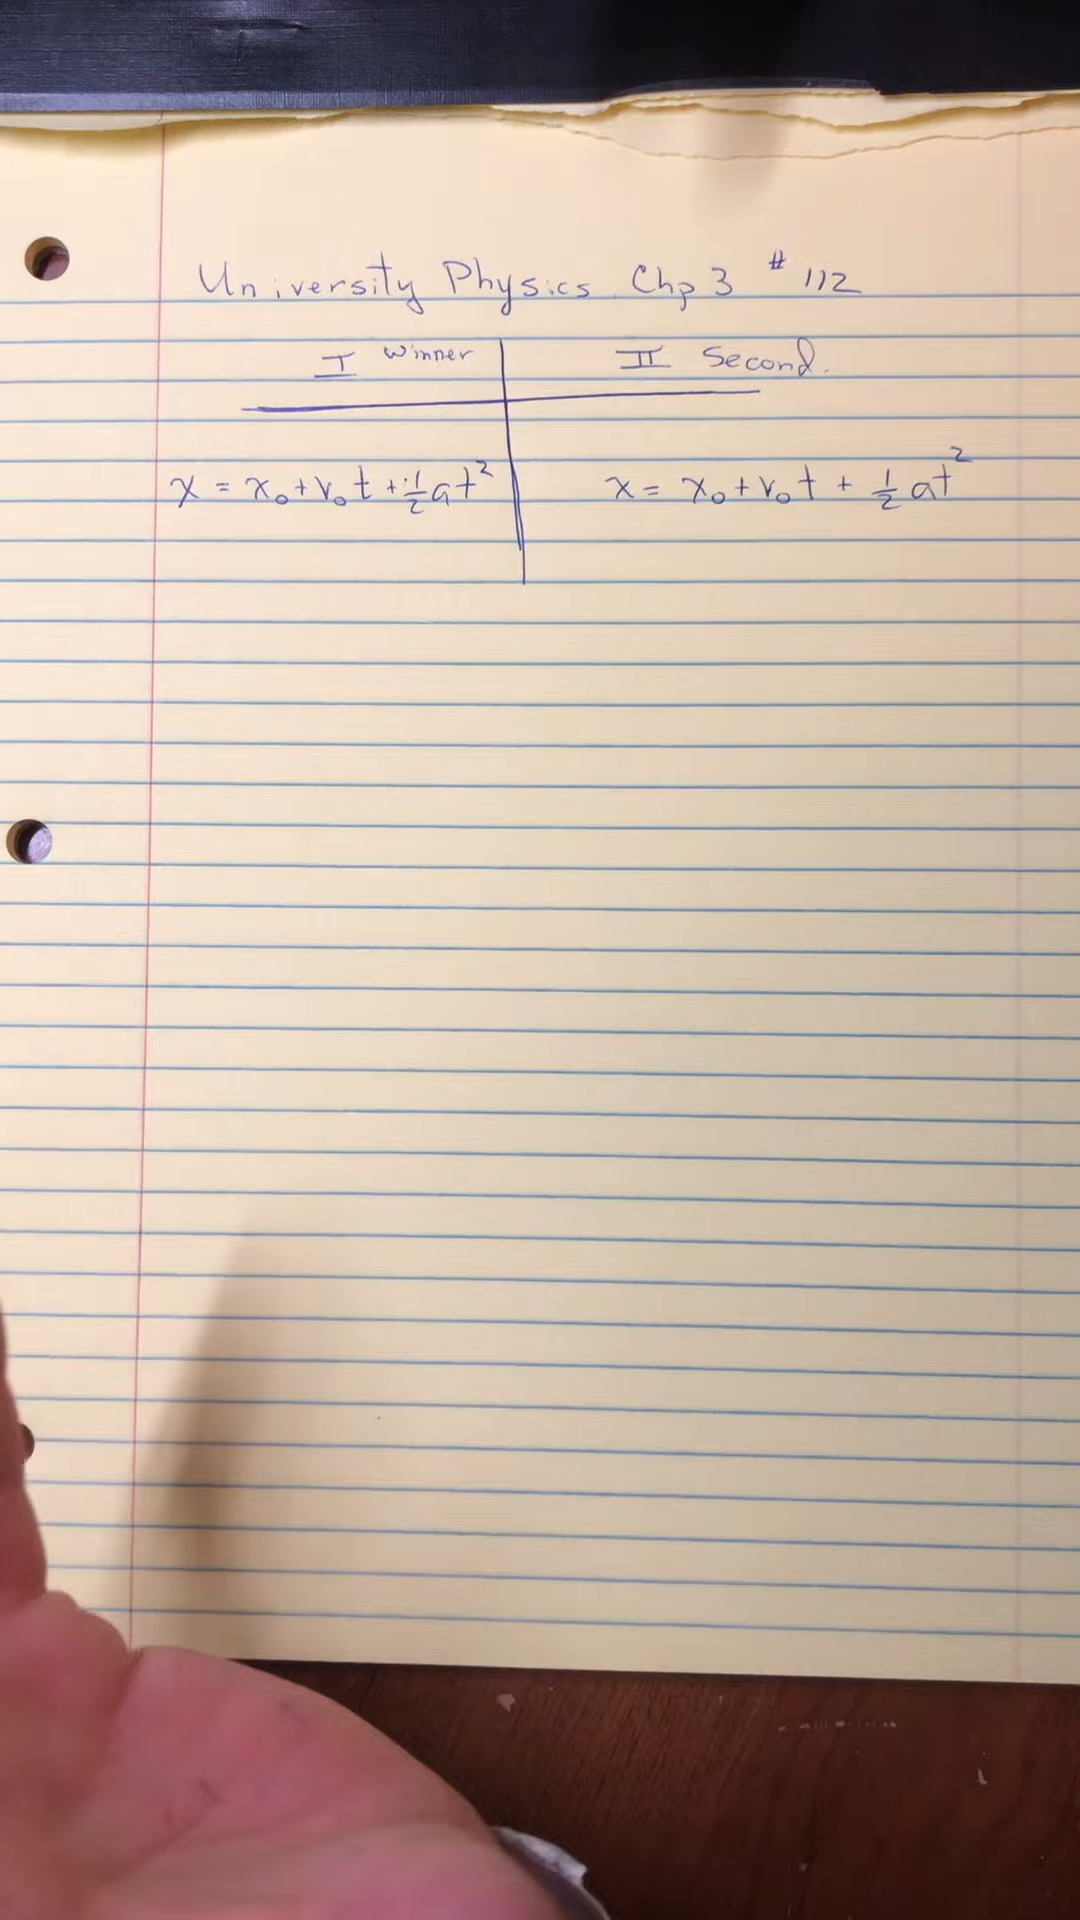 University Physics Chp 3 # 112
I Winner II Second.
x = x₀ + v₀t + ½at² x = x₀ + v₀t + ½at²